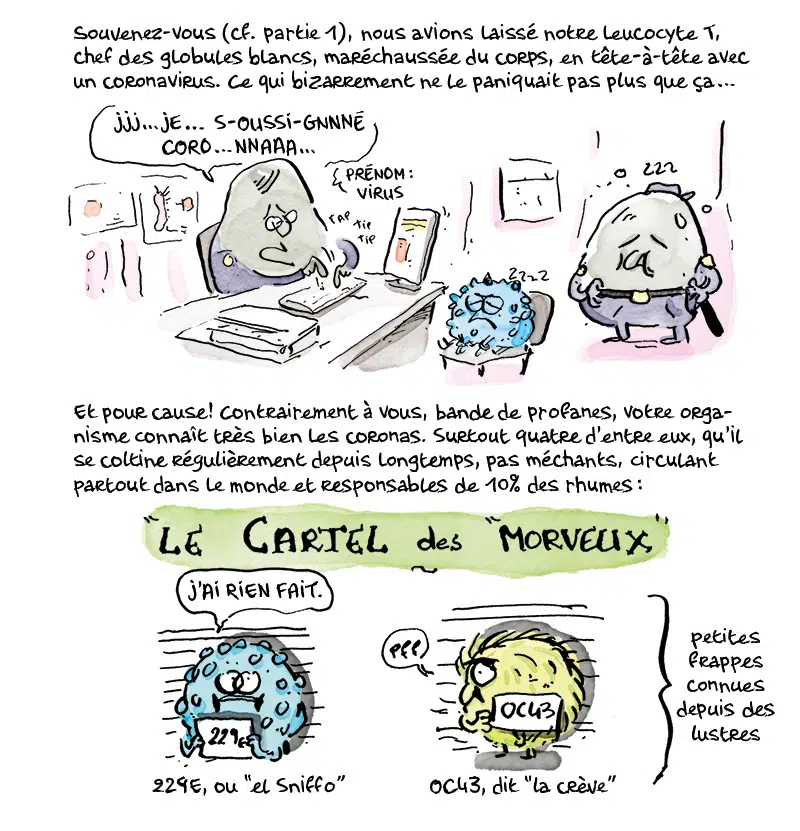 Souvenez-vous (cf. partie 1), nous avions laissé notre leucocyte T,
chef des globules blancs, maréchaussée du corps, en tête-à-tête avec
un coronavirus. Ce qui bizarrement ne le paniquait pas plus que ça...
jjj...je... s-oussi-gnnné
coro...nnaaa...
Prénom:
virus
tap
tip
tip
zzzz
zzz
Et pour cause! Contrairement à vous, bande de profanes, votre orga-
nisme connaît très bien les coronas. Surtout quatre d'entre eux, qu'il
se coltine régulièrement depuis longtemps, pas méchants, circulant
partout dans le monde et responsables de 10% des rhumes :
"LE CARTEL des "MORVEUX"
j'ai rien fait.
pff
229E
OC43
petites
frappes
connues
depuis des
lustres
229E, ou "el Sniffo"
OC43, dit "la crève"